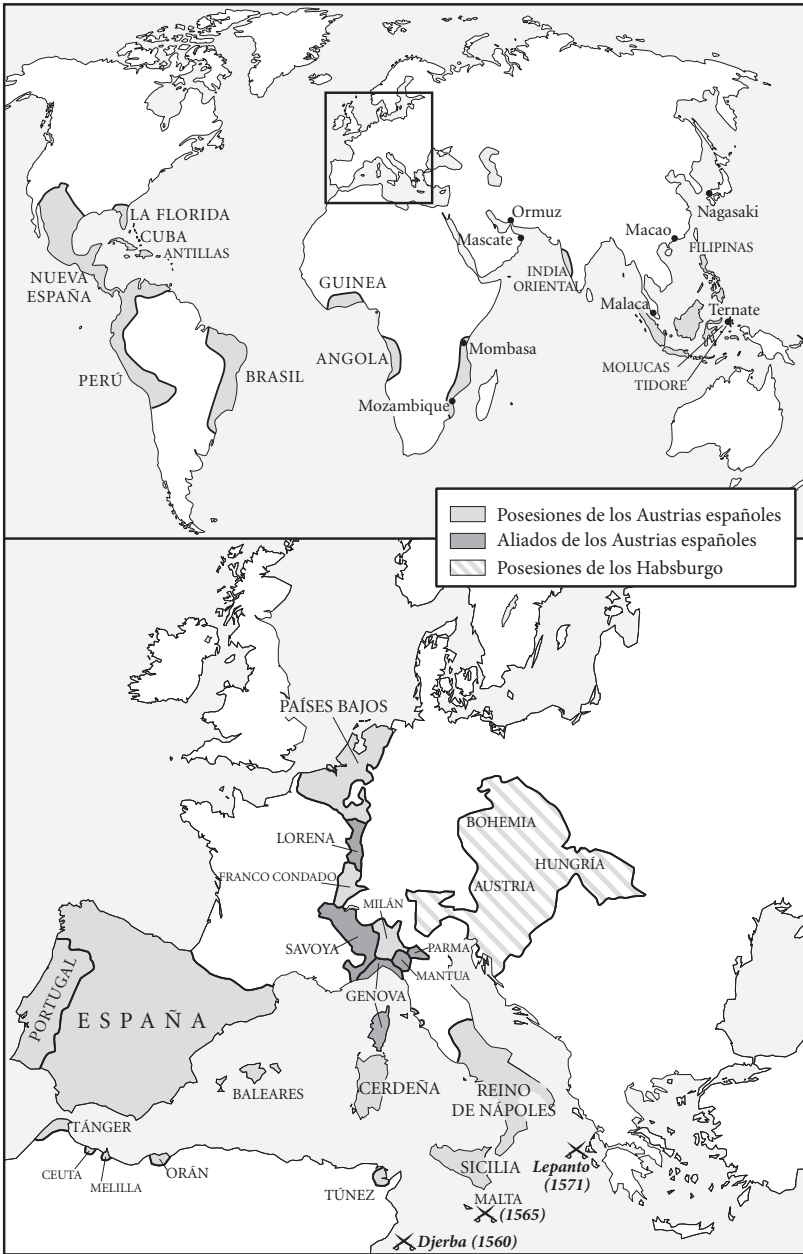 LA FLORIDA
CUBA
ANTILLAS
NUEVA
ESPAÑA
PERÚ
BRASIL
GUINEA
ANGOLA
Mozambique
Mombasa
Ormuz
Mascate
INDIA
ORIENTAL
Macao
Nagasaki
FILIPINAS
Malaca
Ternate
MOLUCAS
TIDORE
Posesiones de los Austrias españoles
Aliados de los Austrias españoles
Posesiones de los Habsburgo
PAÍSES BAJOS
LORENA
FRANCO CONDADO
BOHEMIA
HUNGRÍA
AUSTRIA
MILÁN
SAVOYA
PARMA
MANTUA
GENOVA
PORTUGAL
ESPAÑA
BALEARES
CERDEÑA
REINO
DE NÁPOLES
TÁNGER
CEUTA
MELILLA
ORÁN
TÚNEZ
SICILIA
Lepanto
(1571)
MALTA
(1565)
Djerba (1560)